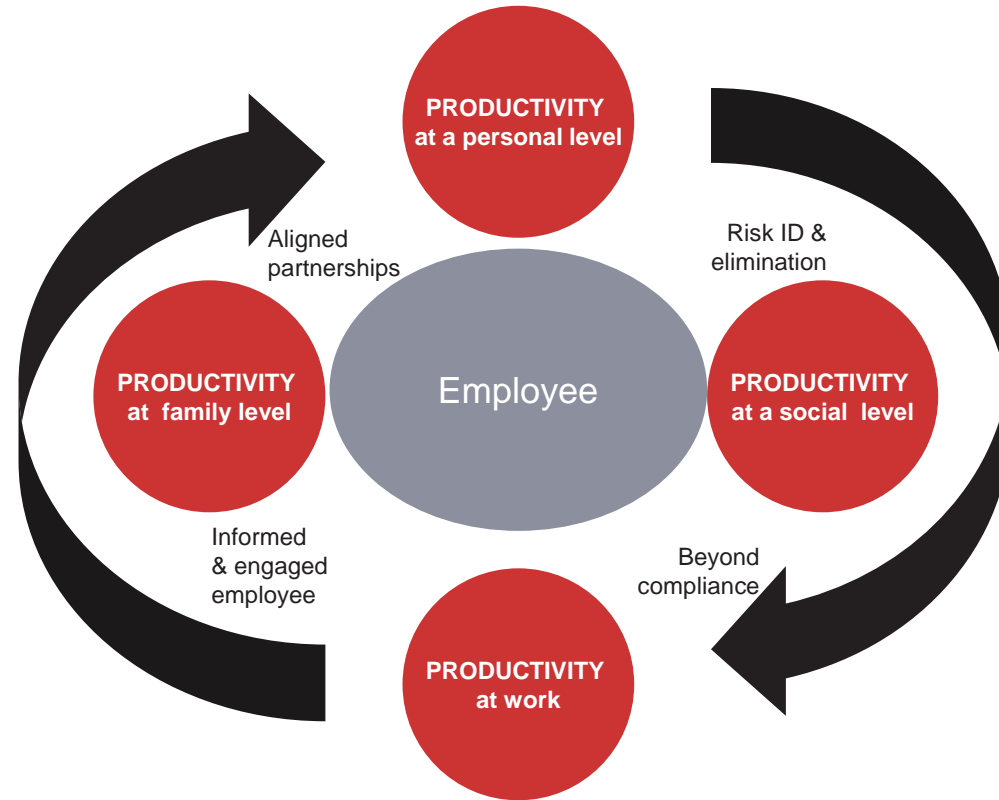 PRODUCTIVITY
at a personal level
Aligned
partnerships
Risk ID &
elimination
PRODUCTIVITY
at family level
Employee
PRODUCTIVITY
at a social level
Informed
& engaged
employee
Beyond
compliance
PRODUCTIVITY
at work